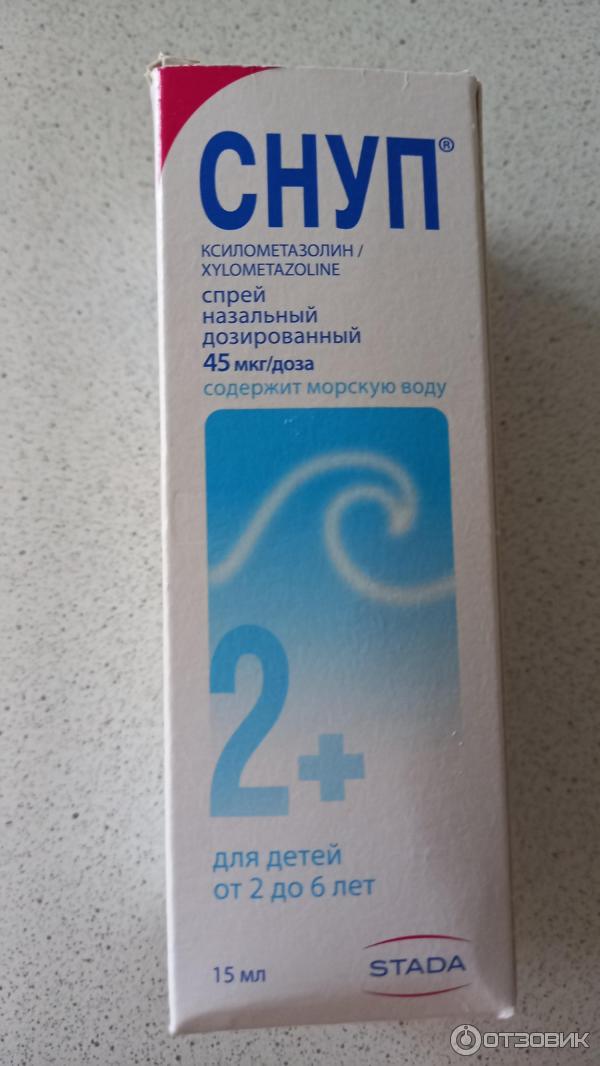 СНУП®
КСИЛОМЕТАЗОЛИН /
XYLOMETAZOLINE
спрей
назальный
дозированный
45 мкг/доза
содержит морскую воду
2+
для детей
от 2 до 6 лет
15 мл
STADA
ОТЗОВИК